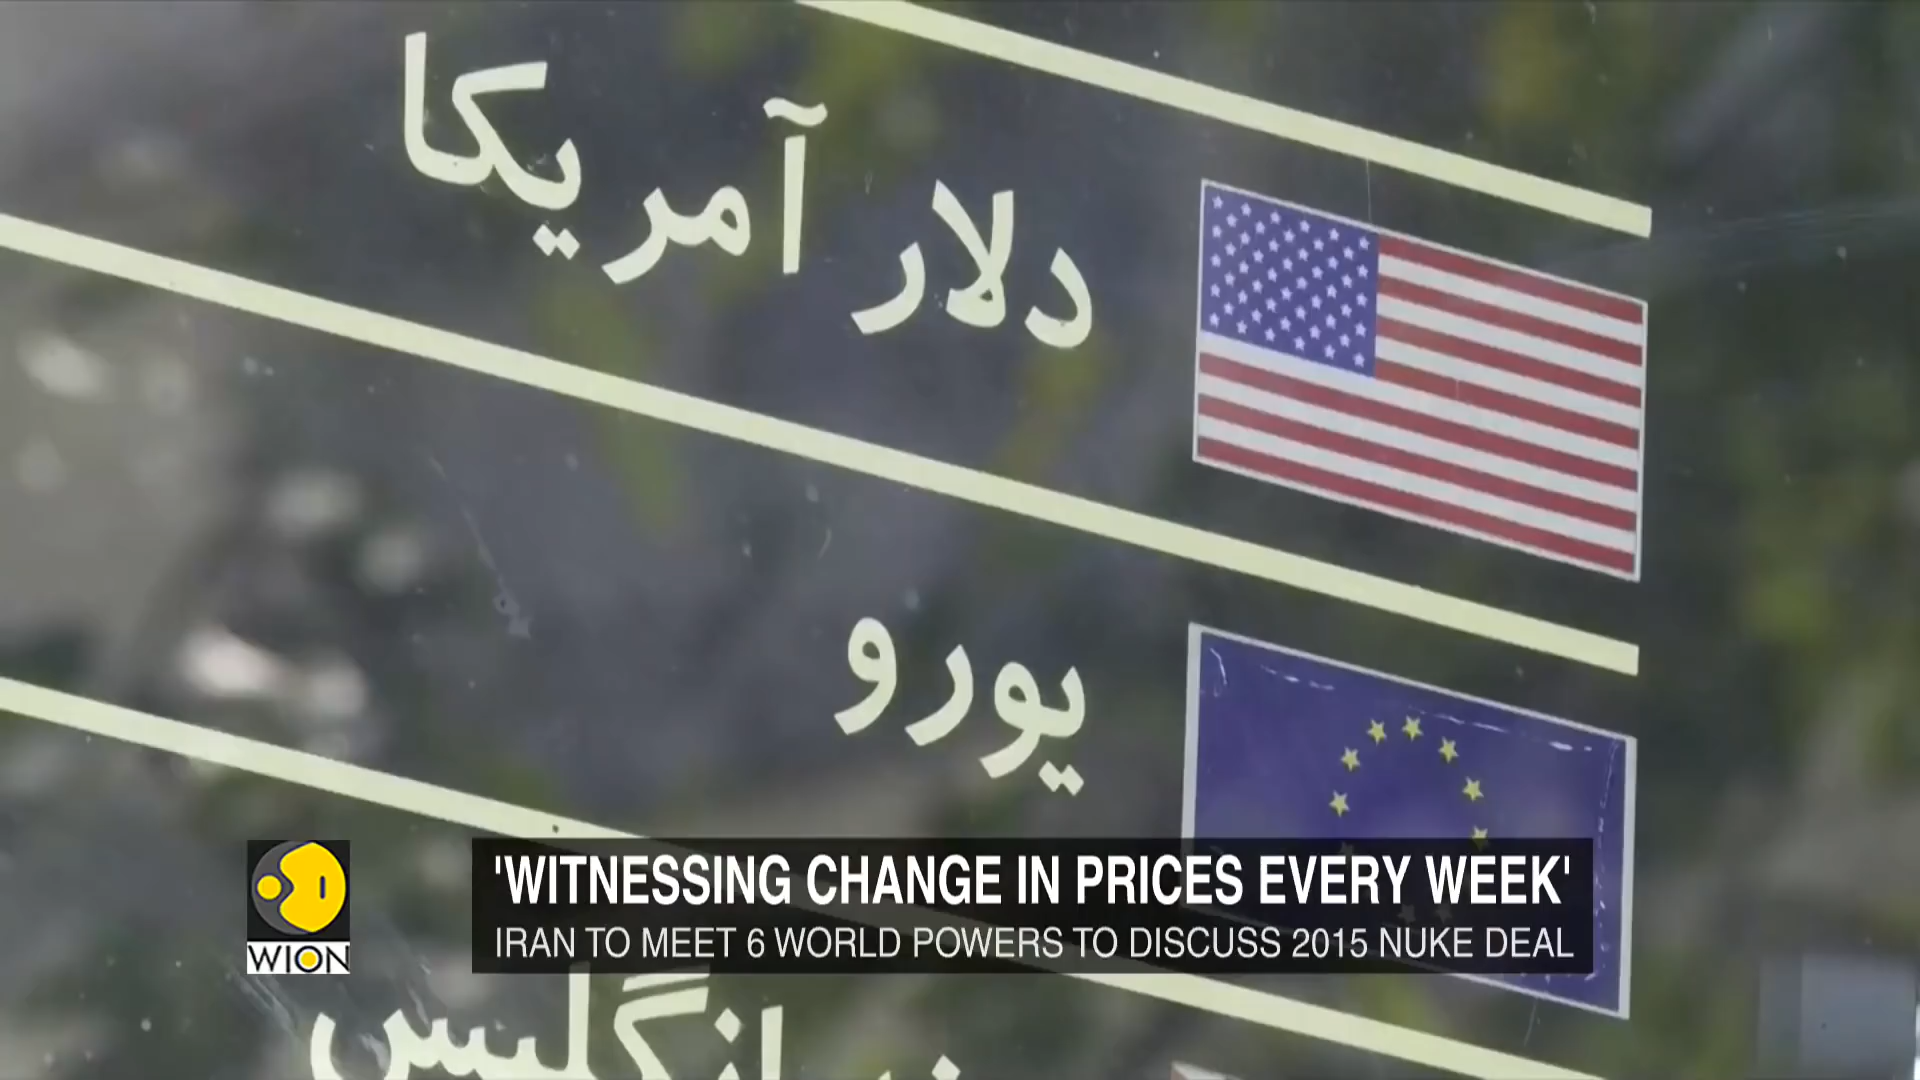 دلار آمریکا
یورو
انگلیس
'WITNESSING CHANGE IN PRICES EVERY WEEK'
IRAN TO MEET 6 WORLD POWERS TO DISCUSS 2015 NUKE DEAL
WION